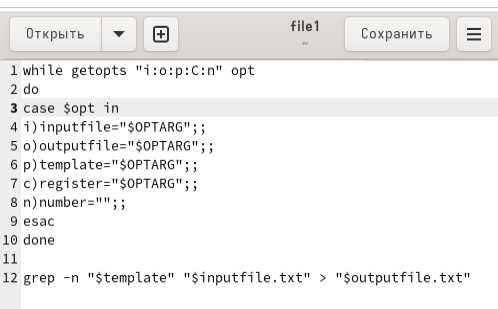 Открыть
file1
~
Сохранить
1 while getopts "i:o:p:C:n" opt
2 do
3 case $opt in
4 i)inputfile="$OPTARG";;
5 o)outputfile="$OPTARG";;
6 p)template="$OPTARG";;
7 c)register="$OPTARG";;
8 n)number="";;
9 esac
10 done
11
12 grep -n "$template" "$inputfile.txt" > "$outputfile.txt"